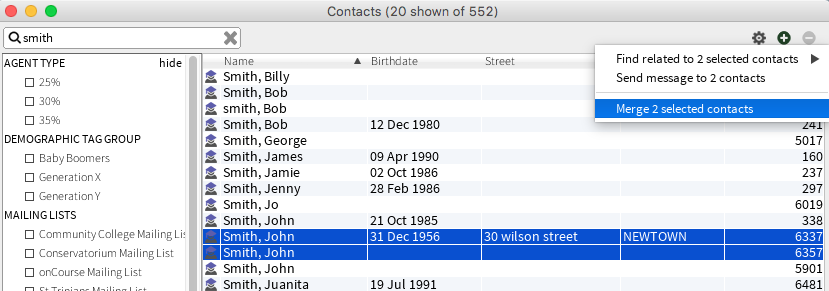 Contacts (20 shown of 552)
smith
AGENT TYPE hide
25%
30%
35%
DEMOGRAPHIC TAG GROUP
Baby Boomers
Generation X
Generation Y
MAILING LISTS
Community College Mailing Lis
Conservatorium Mailing List
onCourse Mailing List
St Trinians Mailing List
Name Birthdate Street
Smith, Billy
Smith, Bob
smith, Bob
Smith, Bob 12 Dec 1980 241
Smith, George 5017
Smith, James 09 Apr 1990 160
Smith, Jamie 02 Oct 1986 237
Smith, Jenny 28 Feb 1986 297
Smith, Jo 6019
Smith, John 21 Oct 1985 338
Smith, John 31 Dec 1956 30 wilson street NEWTOWN 6337
Smith, John 6357
Smith, John 5901
Smith, Juanita 19 Jul 1991 6481
Find related to 2 selected contacts
Send message to 2 contacts
Merge 2 selected contacts